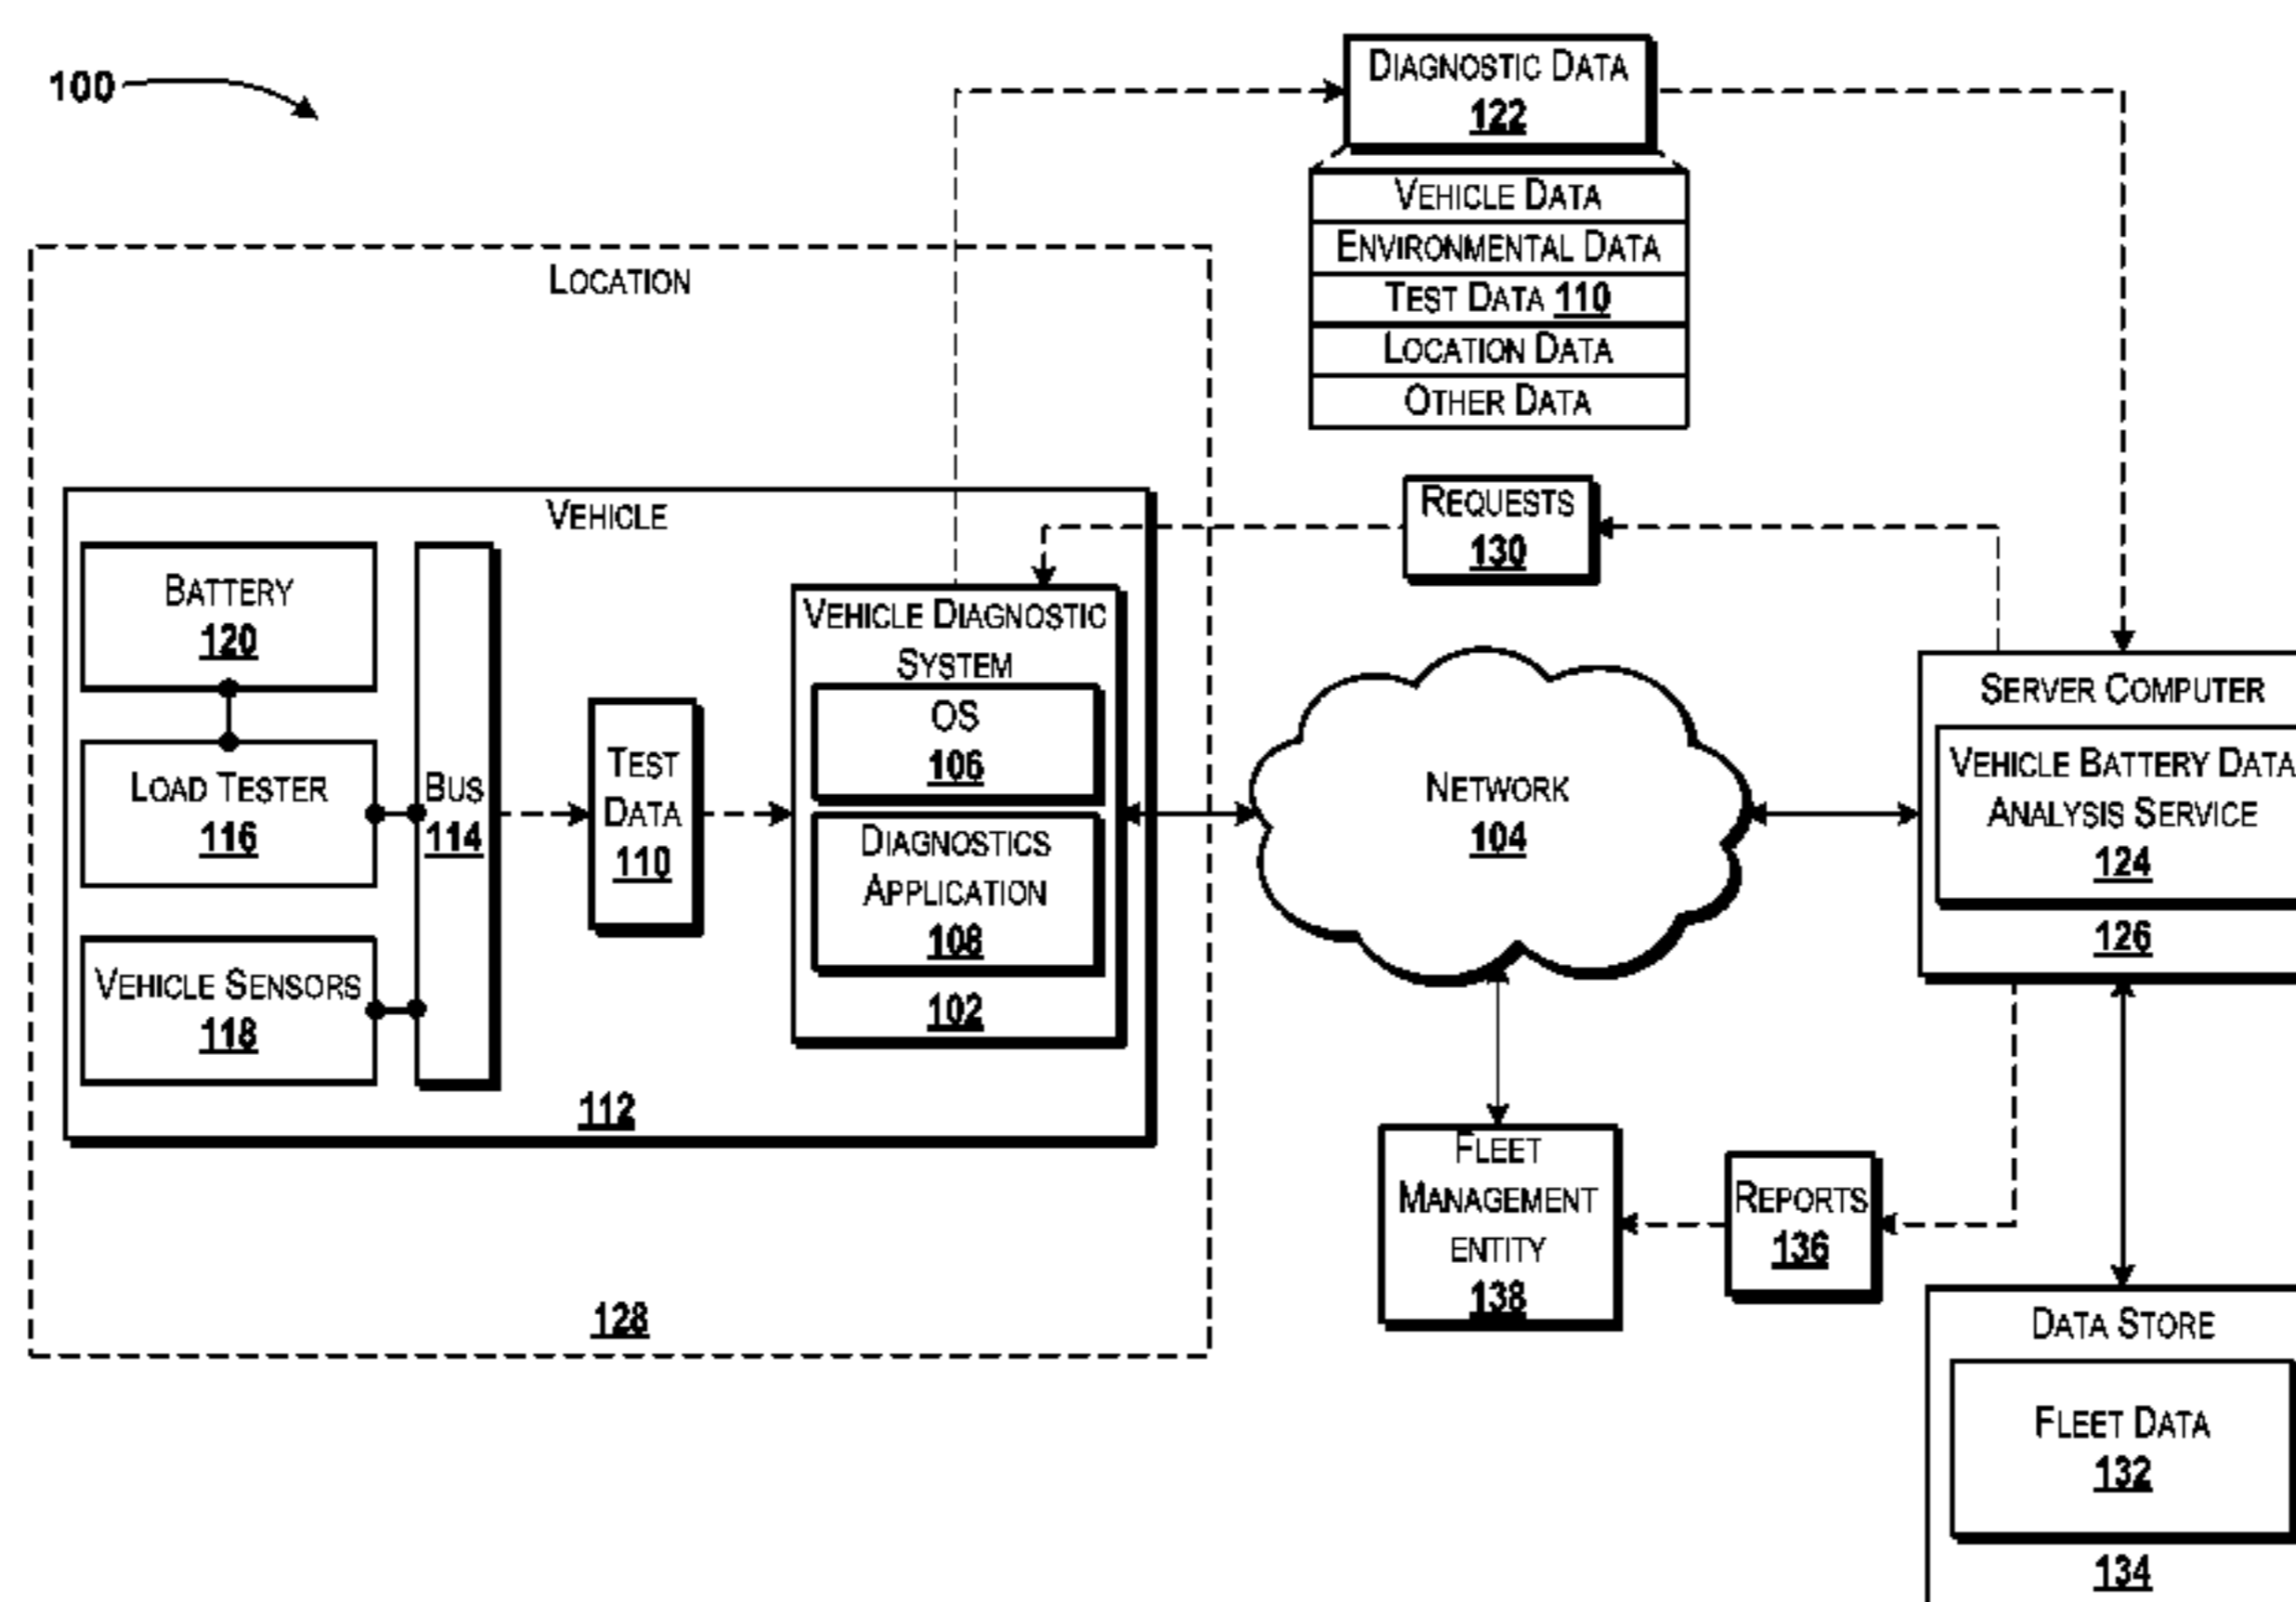 100
DIAGNOSTIC DATA
122
VEHICLE DATA
ENVIRONMENTAL DATA
TEST DATA 110
LOCATION DATA
OTHER DATA
LOCATION
VEHICLE
BATTERY
120
LOAD TESTER
116
VEHICLE SENSORS
118
BUS
114
TEST
DATA
110
VEHICLE DIAGNOSTIC
SYSTEM
OS
106
DIAGNOSTICS
APPLICATION
108
102
112
128
REQUESTS
130
NETWORK
104
SERVER COMPUTER
VEHICLE BATTERY DATA
ANALYSIS SERVICE
124
126
FLEET
MANAGEMENT
ENTITY
138
REPORTS
136
DATA STORE
FLEET DATA
132
134